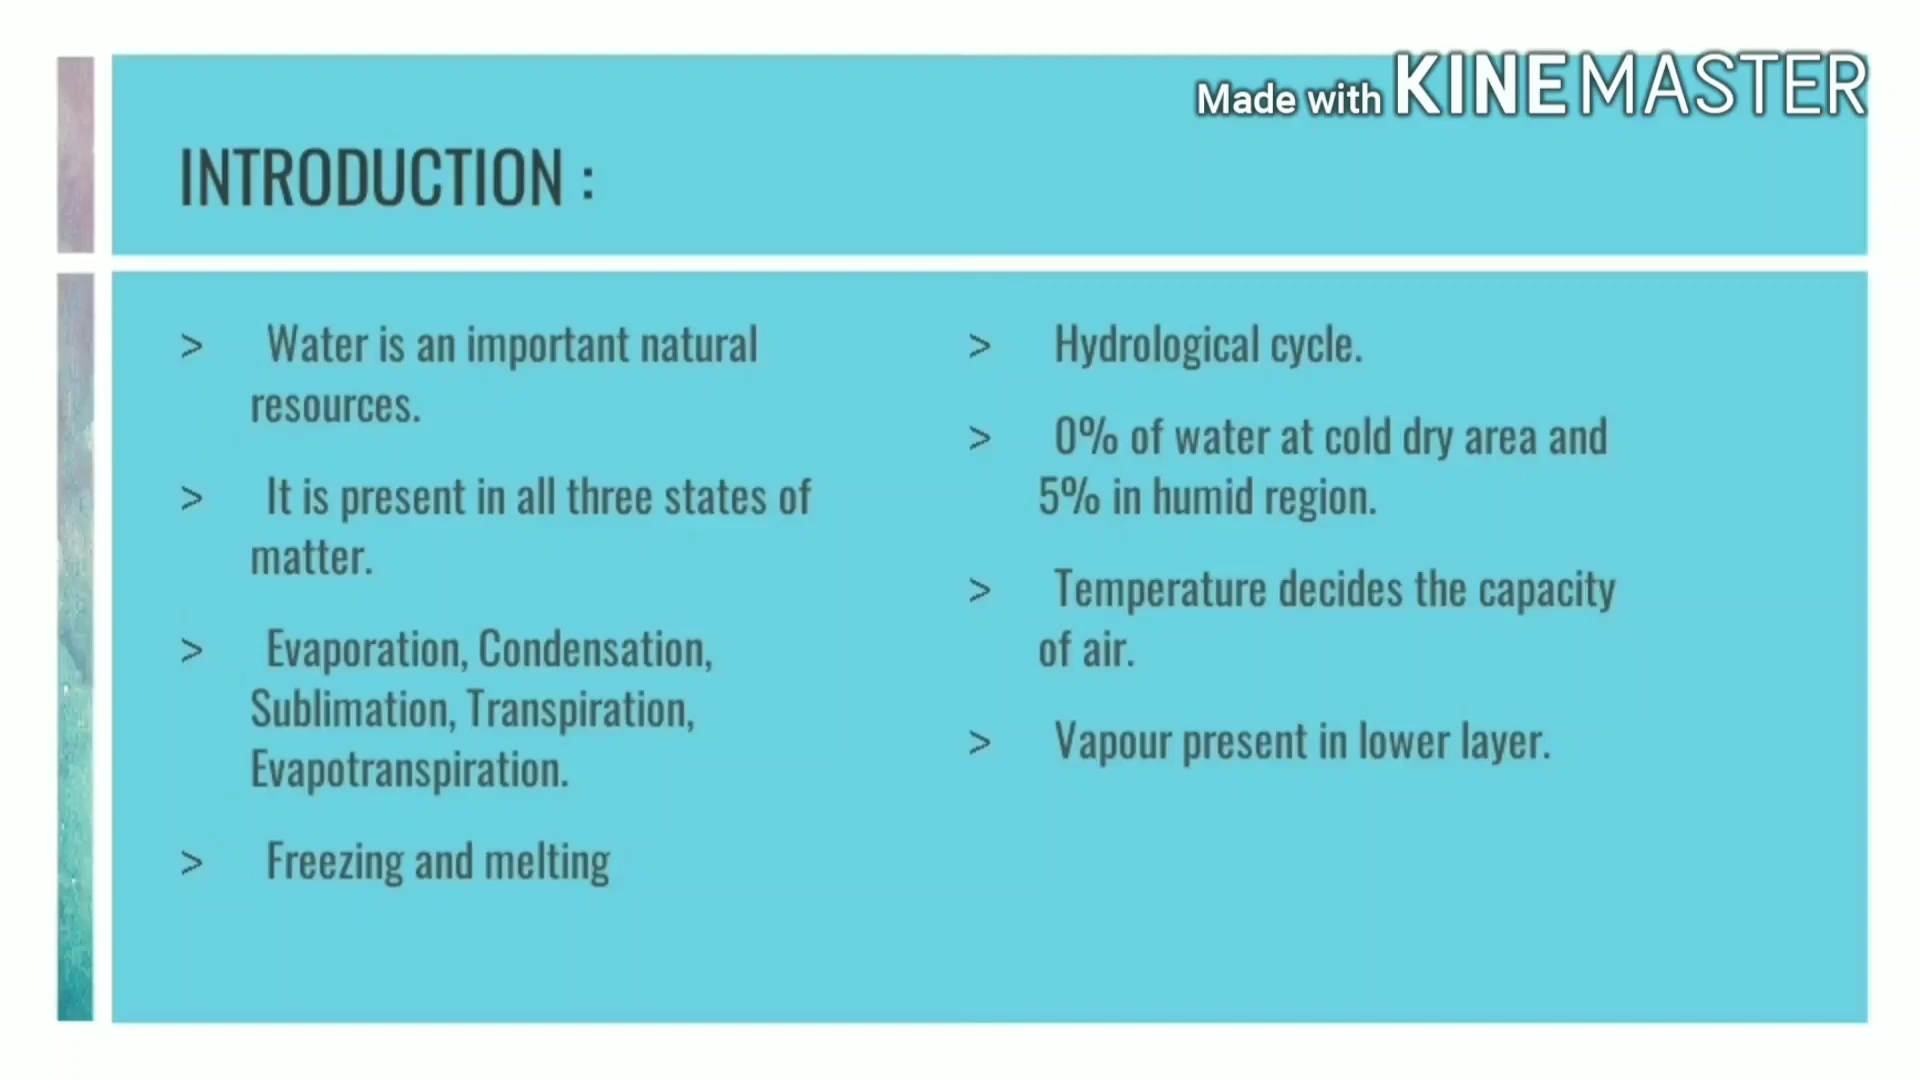 Made with KINEMASTER
INTRODUCTION :
> Water is an important natural
resources.
> It is present in all three states of
matter.
> Evaporation, Condensation,
Sublimation, Transpiration,
Evapotranspiration.
> Freezing and melting
> Hydrological cycle.
> 0% of water at cold dry area and
5% in humid region.
> Temperature decides the capacity
of air.
> Vapour present in lower layer.